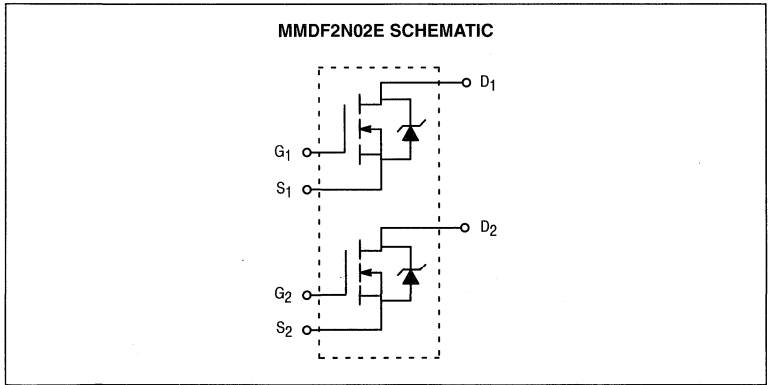 MMDF2N02E SCHEMATIC
D₁
G₁
S₁
D₂
G₂
S₂